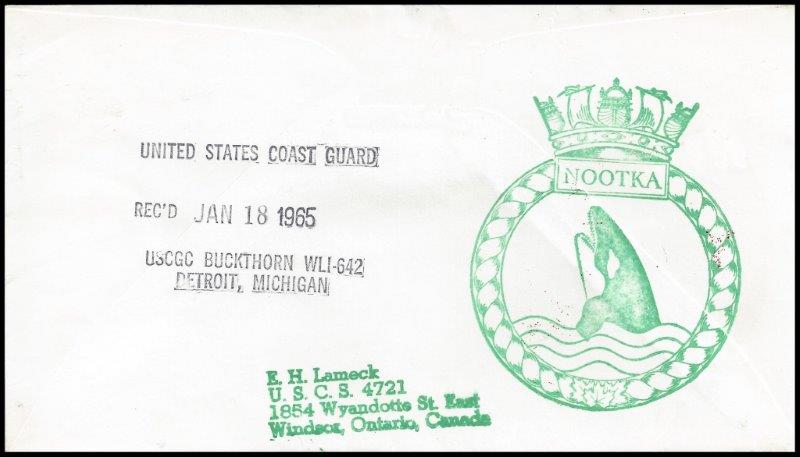 UNITED STATES COAST GUARD
REC'D JAN 18 1965
USCGC BUCKTHORN WLI-642
DETROIT, MICHIGAN
NOOTKA
E. H. Lameck
U. S. C. S. 4721
1854 Wyandotte St. East
Windsor, Ontario, Canada